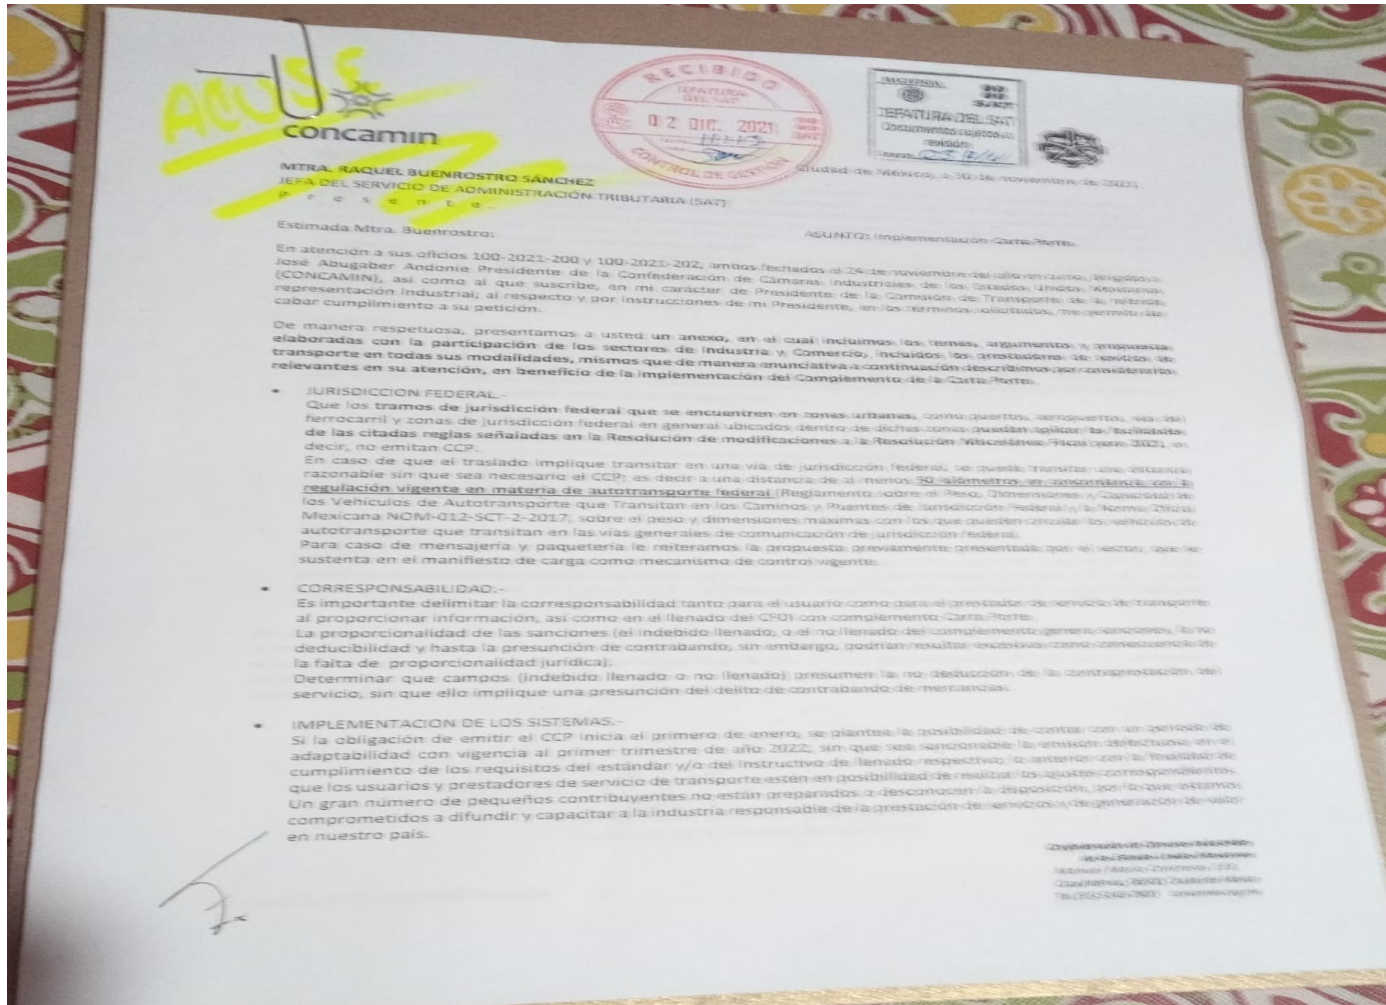 ACUSE
concamin
RECIBIDO
JEFATURA
DEL SAT
02 DIC. 2021
CONTROL DE GESTIÓN
JEFATURA DEL SAT
Documentos sujetos a
revisión
Ciudad de México, a 30 de noviembre de 2021.
MTRA. RAQUEL BUENROSTRO SÁNCHEZ
JEFA DEL SERVICIO DE ADMINISTRACIÓN TRIBUTARIA (SAT)
P r e s e n t e.
Estimada Mtra. Buenrostro:
ASUNTO: Implementación Carta Porte.
En atención a sus oficios 100-2021-200 y 100-2021-202, ambos fechados el 24 de noviembre del año en curso, dirigidos a
José Abugaber Andonie Presidente de la Confederación de Cámaras Industriales de los Estados Unidos Mexicanos
(CONCAMIN), así como al que suscribe, en mi carácter de Presidente de la Comisión de Transporte de la referida
representación Industrial; al respecto y por instrucciones de mi Presidente, en los términos solicitados, me permito dar
cabar cumplimiento a su petición.
De manera respetuosa, presentamos a usted un anexo, en el cual incluimos los temas, argumento y propuesta
elaboradas con la participación de los sectores de Industria y Comercio, incluidos los prestadores de servicio de
transporte en todas sus modalidades, mismos que de manera enunciativa a continuación describimos por considerarlo
relevantes en su atención, en beneficio de la implementación del Complemento de la Carta Porte.
• JURISDICCION FEDERAL.-
Que los tramos de jurisdicción federal que se encuentren en zonas urbanas, como puertos, aeropuertos, vía del
ferrocarril y zonas de jurisdicción federal en general ubicados dentro de dichas zonas puedan aplicar la facilidad
de las citadas reglas señaladas en la Resolución de modificaciones a la Resolución Miscelánea Fiscal para 2021, es
decir, no emitan CCP.
En caso de que el traslado implique transitar en una vía de jurisdicción federal, se pueda transitar una distancia
razonable sin que sea necesario el CCP; es decir a una distancia de al menos 50 kilómetros en concordancia con la
regulación vigente en materia de autotransporte federal (Reglamento sobre el Peso, Dimensiones y Capacidad de
los Vehículos de Autotransporte que Transitan en los Caminos y Puentes de Jurisdicción Federal y la Norma Oficial
Mexicana NOM-012-SCT-2-2017, sobre el peso y dimensiones máximas con los que pueden circular los vehículos de
autotransporte que transitan en las vías generales de comunicación de jurisdicción federal.
Para caso de mensajería y paquetería le reiteramos la propuesta previamente presentada por el sector, que se
sustenta en el manifiesto de carga como mecanismo de control vigente.
• CORRESPONSABILIDAD.-
Es importante delimitar la corresponsabilidad tanto para el usuario como para el prestador de servicio de transporte
al proporcionar información, así como en el llenado del CFDI con complemento Carta Porte.
La proporcionalidad de las sanciones (el indebido llenado, o el no llenado del complemento genera sanciones, la no
deducibilidad y hasta la presunción de contrabando, sin embargo, podrían resultar excesivas como consecuencia de
la falta de proporcionalidad jurídica).
Determinar que campos (indebido llenado o no llenado) presumen la no deducción de la contraprestación del
servicio, sin que ello implique una presunción del delito de contrabando de mercancías.
• IMPLEMENTACION DE LOS SISTEMAS.-
Si la obligación de emitir el CCP inicia el primero de enero, se plantea la posibilidad de contar con un periodo de
adaptabilidad con vigencia al primer trimestre de año 2022, sin que sea sancionable la emisión defectuosa en el
cumplimiento de los requisitos del estándar y/o del Instructivo de llenado respectivo; lo anterior con la finalidad de
que los usuarios y prestadores de servicio de transporte estén en posibilidad de realizar los ajustes correspondientes.
Un gran número de pequeños contribuyentes no están preparados o desconocen la disposición, por lo que estamos
comprometidos a difundir y capacitar a la industria responsable de la prestación de servicios y de generación de valor
en nuestro país.
Confederación de Cámaras Industriales
de los Estados Unidos Mexicanos